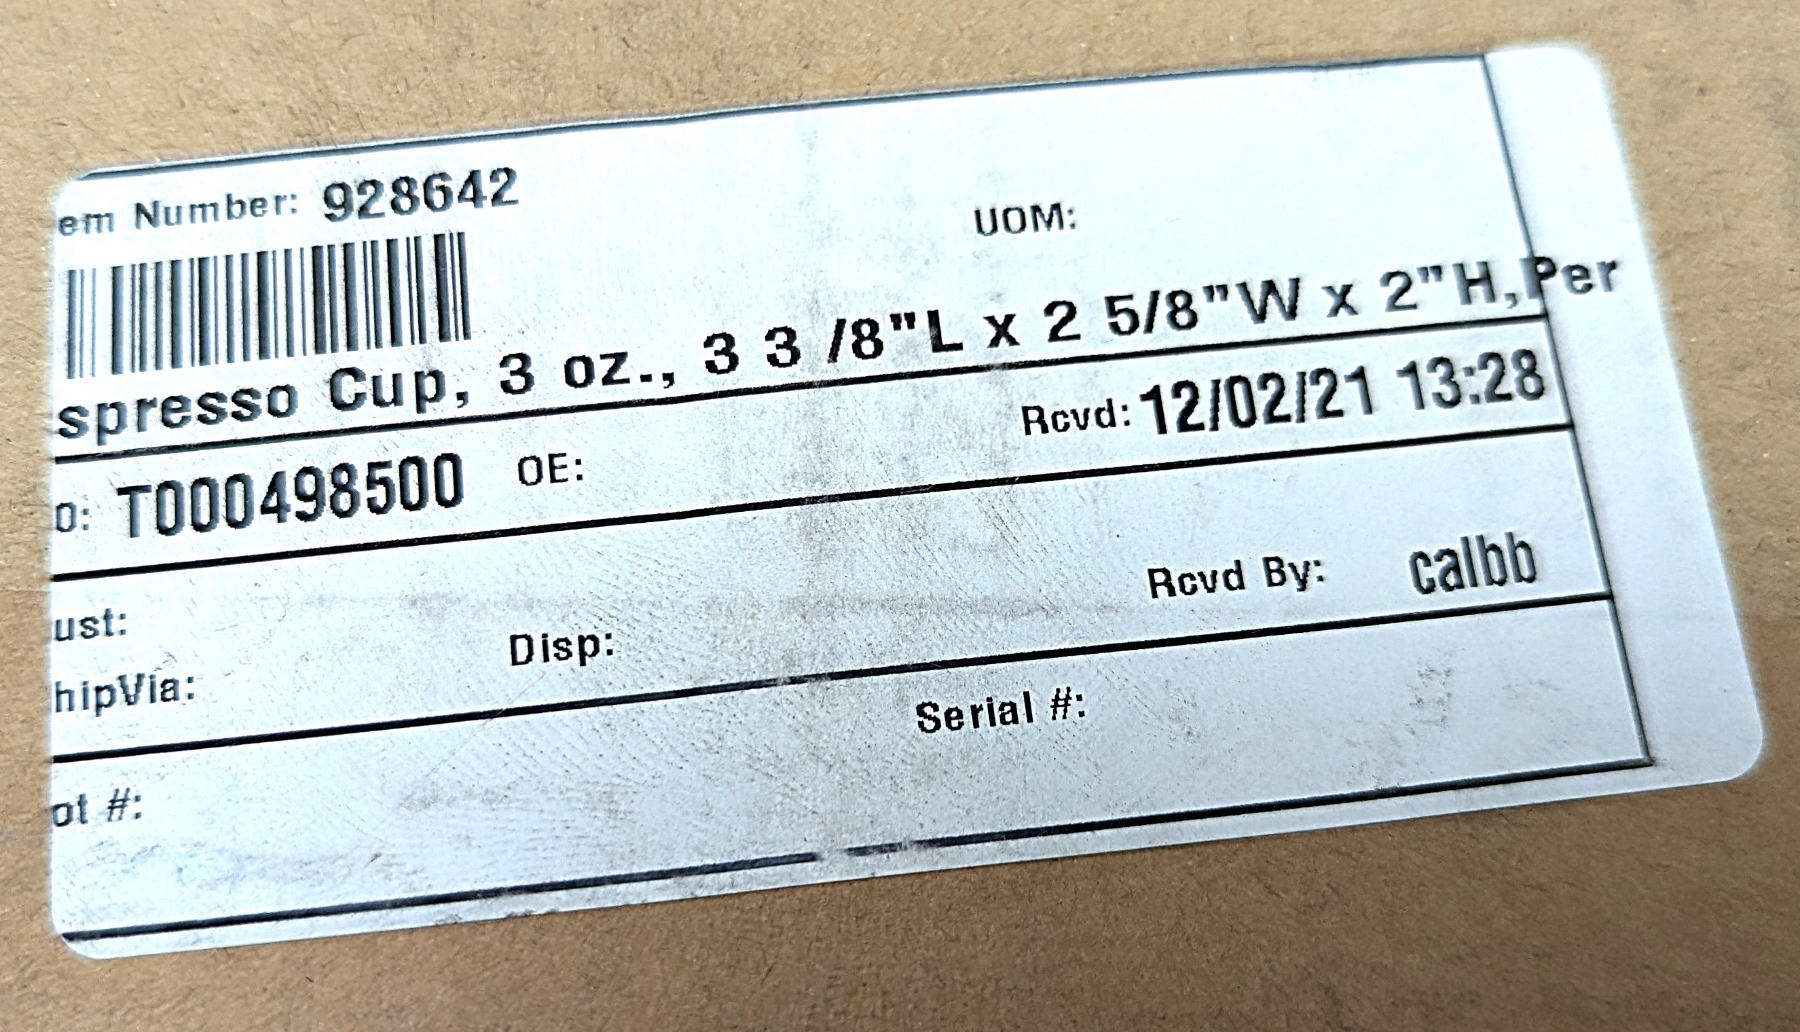 em Number: 928642
UOM:
spresso Cup, 3 oz., 3 3 /8"L x 2 5/8"W x 2"H,Per
O: T000498500 OE: Rcvd: 12/02/21 13:28
ust: Rcvd By: calbb
hipVia: Disp:
ot #: Serial #: